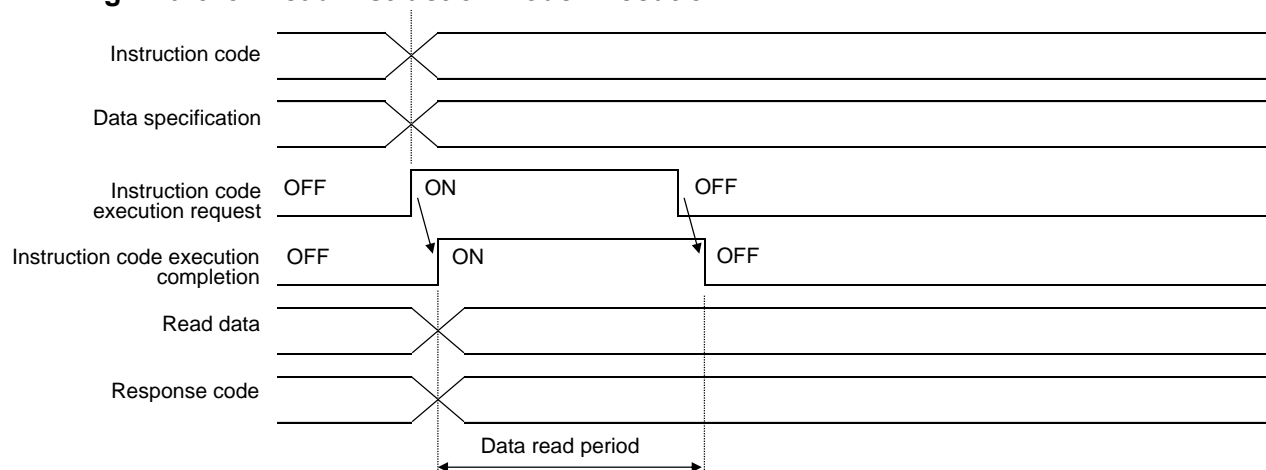 Instruction code
Data specification
Instruction code
execution request
OFF
ON
OFF
Instruction code execution
completion
OFF
ON
OFF
Read data
Response code
Data read period